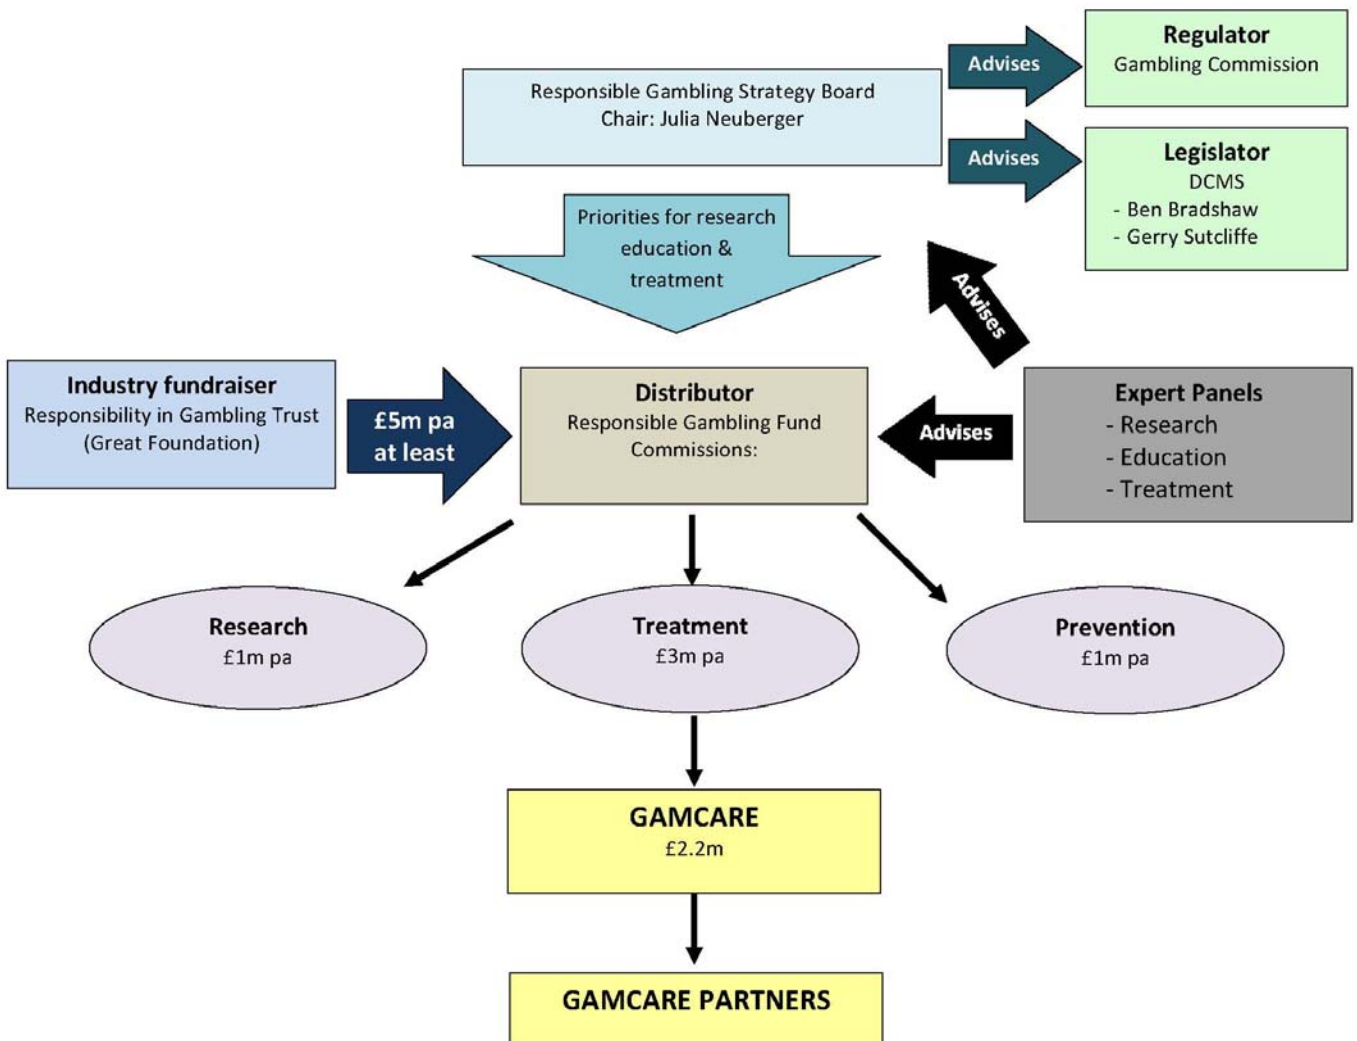 Responsible Gambling Strategy Board
Chair: Julia Neuberger
Advises
Regulator
Gambling Commission
Advises
Legislator
DCMS
- Ben Bradshaw
- Gerry Sutcliffe
Priorities for research
education &
treatment
Advises
Industry fundraiser
Responsibility in Gambling Trust
(Great Foundation)
£5m pa
at least
Distributor
Responsible Gambling Fund
Commissions:
Advises
Expert Panels
- Research
- Education
- Treatment
Research
£1m pa
Treatment
£3m pa
Prevention
£1m pa
GAMCARE
£2.2m
GAMCARE PARTNERS